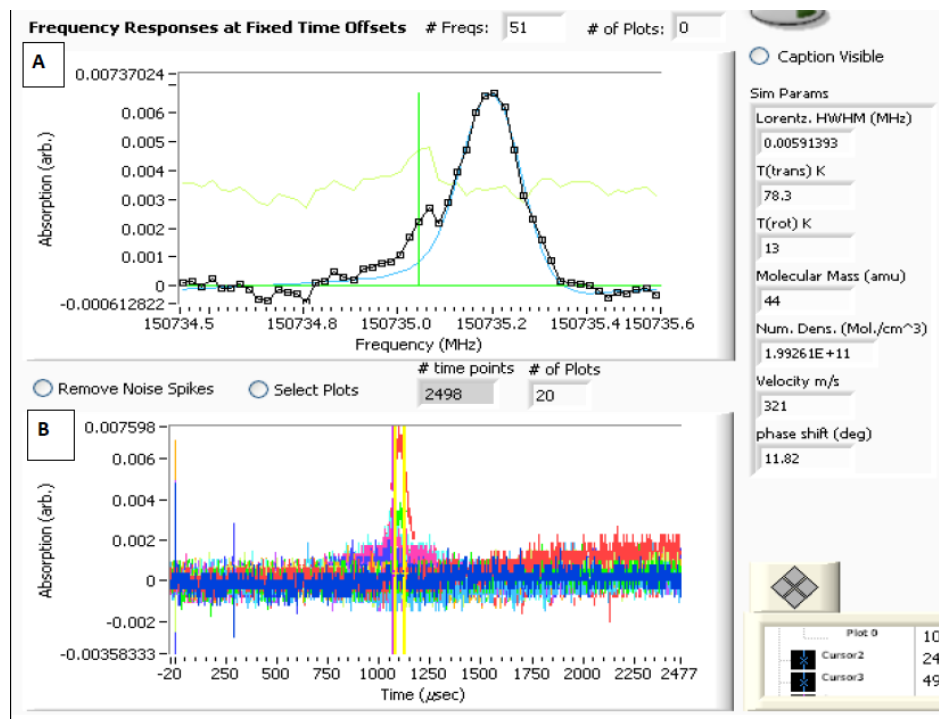 Frequency Responses at Fixed Time Offsets # Freqs: 51 # of Plots: 0
A
0.00737024
0.006
0.005
0.004
0.003
0.002
0.001
0
-0.000612822
Absorption (arb.)
150734.5 150734.8 150735.0 150735.2 150735.4 150735.6
Frequency (MHz)
Caption Visible
Sim Params
Lorentz. HWHM (MHz)
0.00591393
T(trans) K
78.3
T(rot) K
13
Molecular Mass (amu)
44
Num. Dens. (Mol./cm^3)
1.99261E+11
Velocity m/s
321
phase shift (deg)
11.82
Remove Noise Spikes Select Plots # time points # of Plots
2498 20
B
0.007598
0.006
0.004
0.002
0
-0.002
-0.00358333
Absorption (arb.)
-20 250 500 750 1000 1250 1500 1750 2000 2250 2477
Time (µsec)
Plot 0 10
Cursor2 24
Cursor3 49